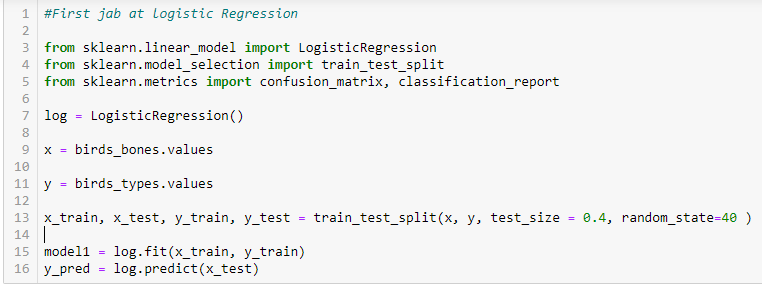 1 #First jab at Logistic Regression
2
3 from sklearn.linear_model import LogisticRegression
4 from sklearn.model_selection import train_test_split
5 from sklearn.metrics import confusion_matrix, classification_report
6
7 log = LogisticRegression()
8
9 x = birds_bones.values
10
11 y = birds_types.values
12
13 x_train, x_test, y_train, y_test = train_test_split(x, y, test_size = 0.4, random_state=40 )
14
15 model1 = log.fit(x_train, y_train)
16 y_pred = log.predict(x_test)